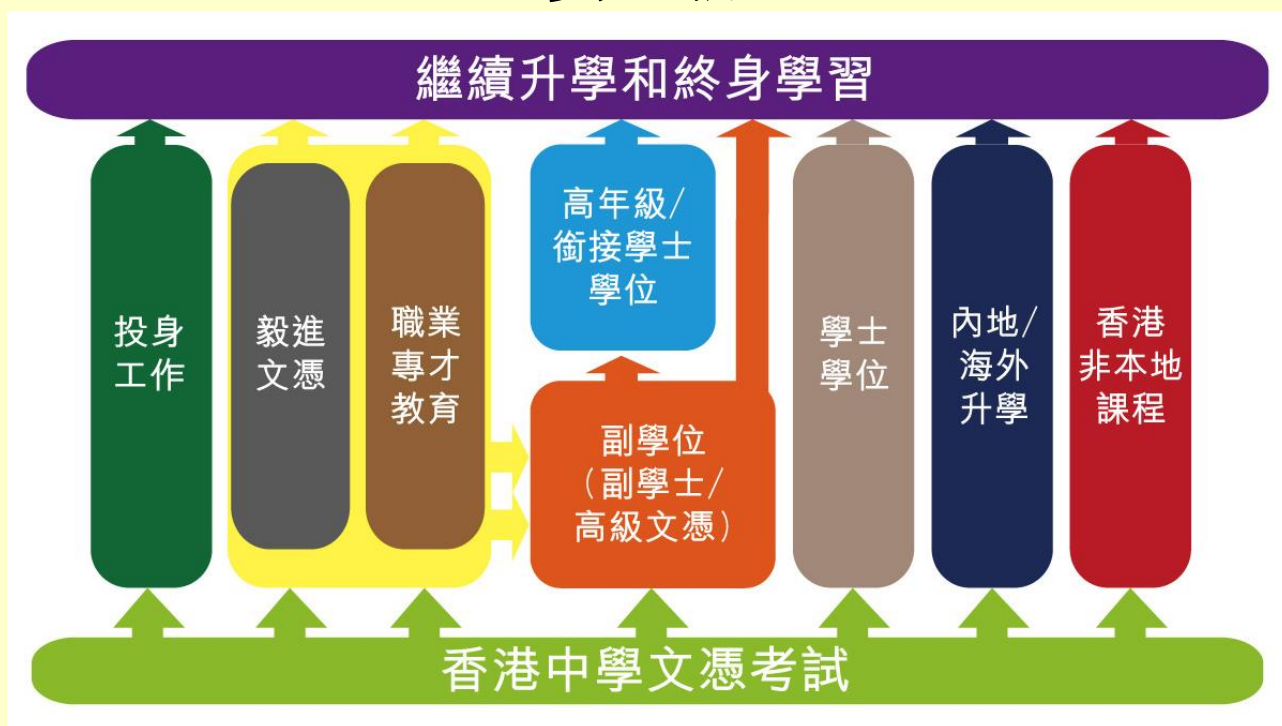 繼續升學和終身學習
投身
工作
毅進
文憑
職業
專才
教育
高年級/
銜接學士
學位
副學位
(副學士/
高級文憑)
學士
學位
內地/
海外
升學
香港
非本地
課程
香港中學文憑考試